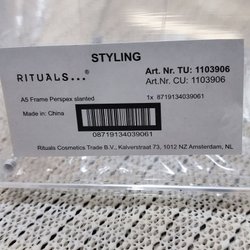 STYLING
RITUALS... Art. Nr. TU: 1103906
Art. Nr. CU: 1103906
A5 Frame Perspex slanted 1x 8719134039061
Made in: China
08719134039061
Rituals Cosmetics Trade B.V., Kalverstraat 73, 1012 NZ Amsterdam, NL